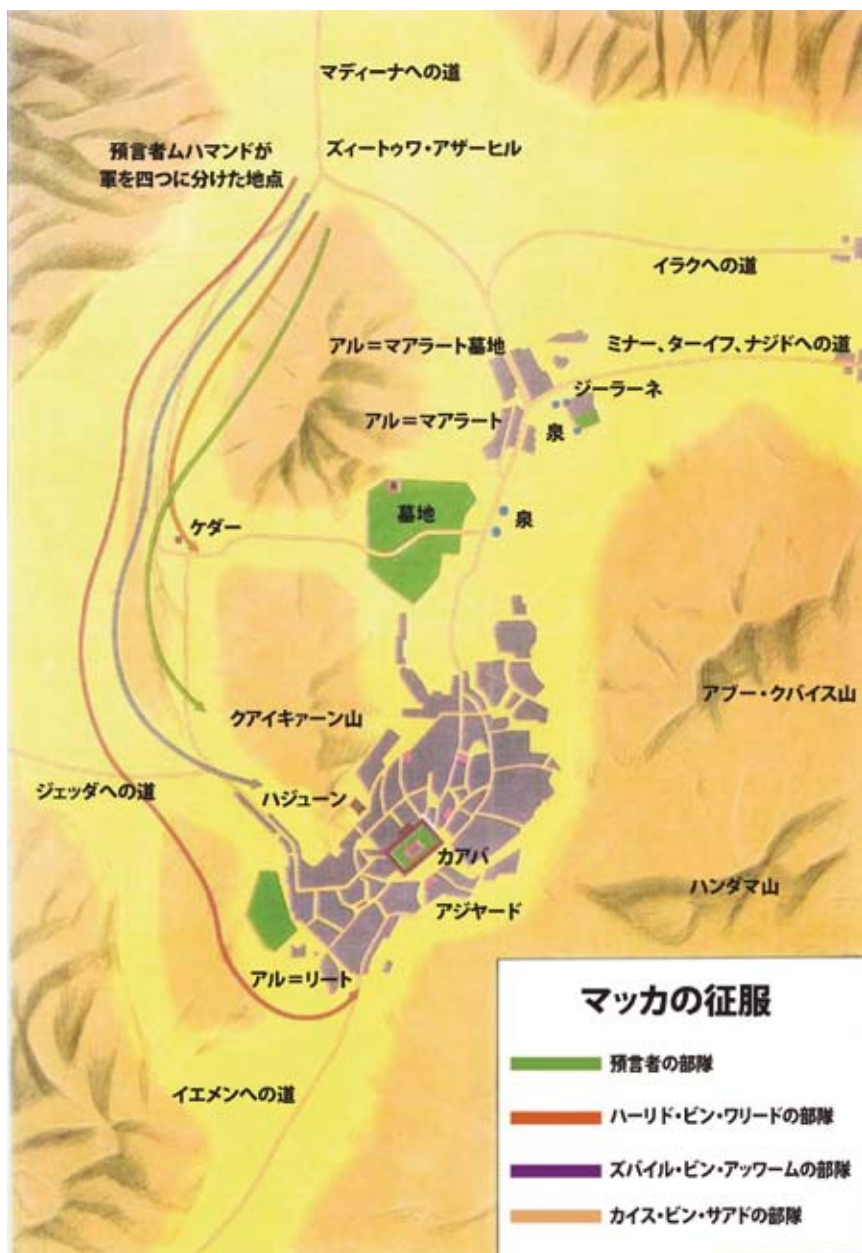 マディーナへの道
預言者ムハマンドが
軍を四つに分けた地点
ズィートゥワ・アザーヒル
イラクへの道
アル＝マアラート墓地
ミナー、ターイフ、ナジドへの道
ジーラーネ
アル＝マアラート
泉
墓地
泉
ケダー
アブー・クバイス山
クアイキァーン山
ジェッダへの道
ハジューン
カアバ
ハンダマ山
アジヤード
アル＝リート
イエメンへの道
マッカの征服
預言者の部隊
ハーリド・ビン・ワリードの部隊
ズバイル・ビン・アッワームの部隊
カイス・ビン・サアドの部隊